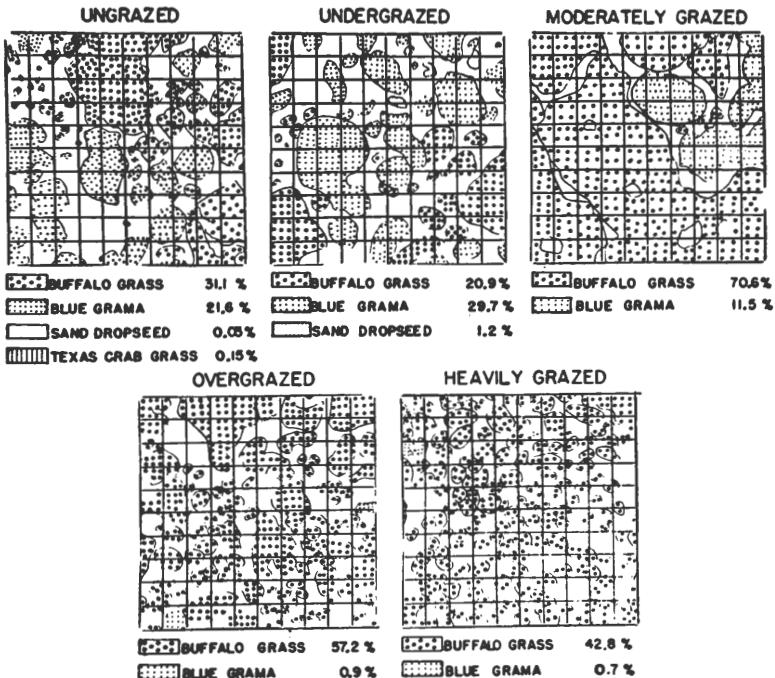 UNGRAZED
BUFFALO GRASS 31.1 %
BLUE GRAMA 21.6 %
SAND DROPSEED 0.05 %
TEXAS CRAB GRASS 0.15 %
UNDERGRAZED
BUFFALO GRASS 20.9 %
BLUE GRAMA 29.7 %
SAND DROPSEED 1.2 %
MODERATELY GRAZED
BUFFALO GRASS 70.6 %
BLUE GRAMA 11.5 %
OVERGRAZED
BUFFALO GRASS 57.2 %
BLUE GRAMA 0.9 %
HEAVILY GRAZED
BUFFALO GRASS 42.8 %
BLUE GRAMA 0.7 %